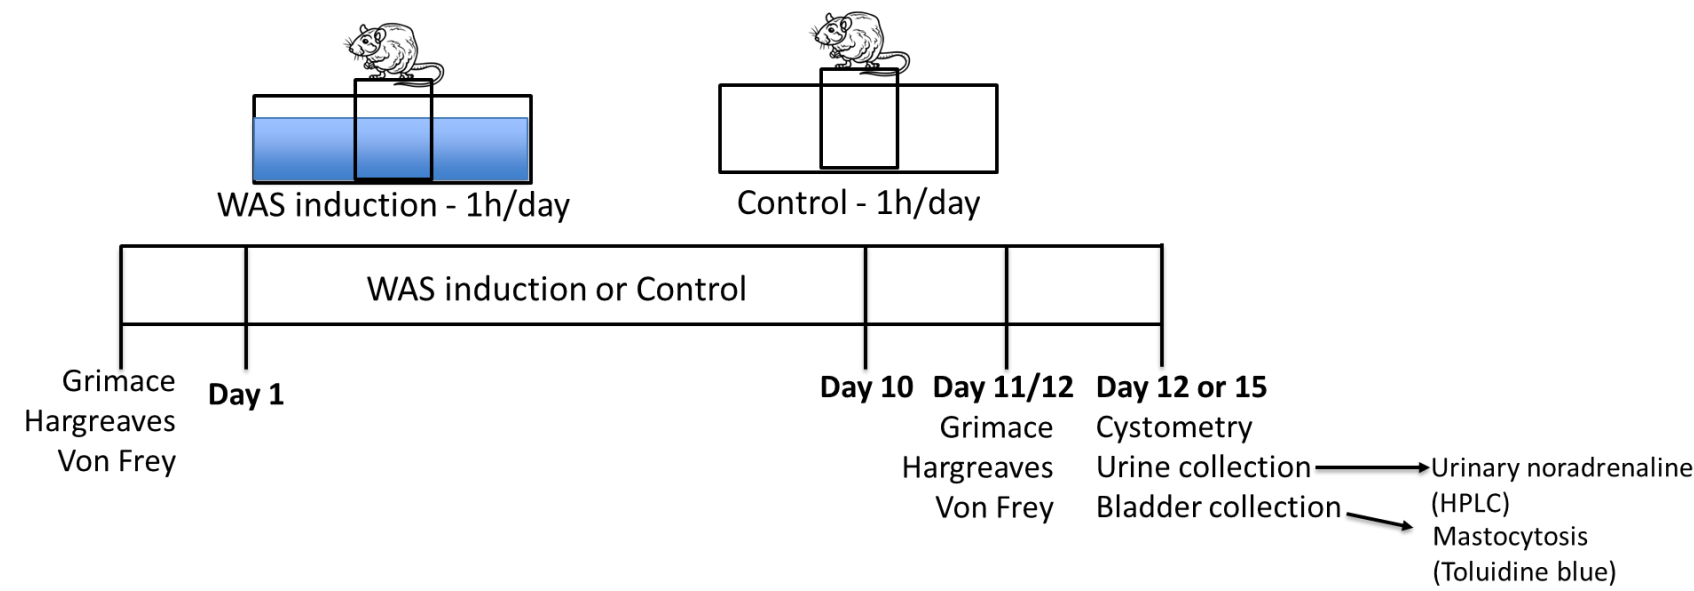 WAS induction - 1h/day
Control - 1h/day
WAS induction or Control
Grimace
Hargreaves
Von Frey
Day 1
Day 10
Day 11/12
Grimace
Hargreaves
Von Frey
Day 12 or 15
Cystometry
Urine collection
Bladder collection
Urinary noradrenaline
(HPLC)
Mastocytosis
(Toluidine blue)